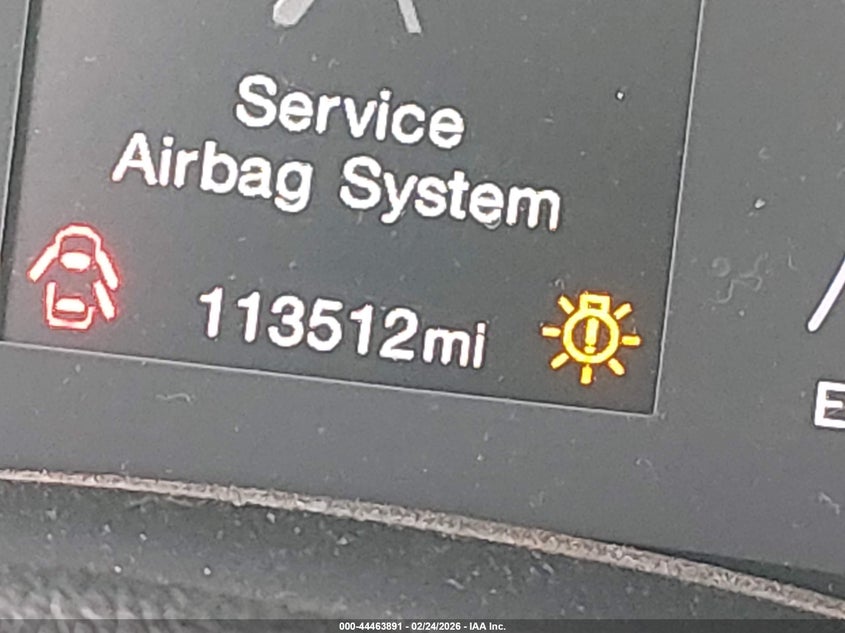 Service
Airbag System
113512mi
E
000-44463891 - 02/24/2026 - IAA Inc.